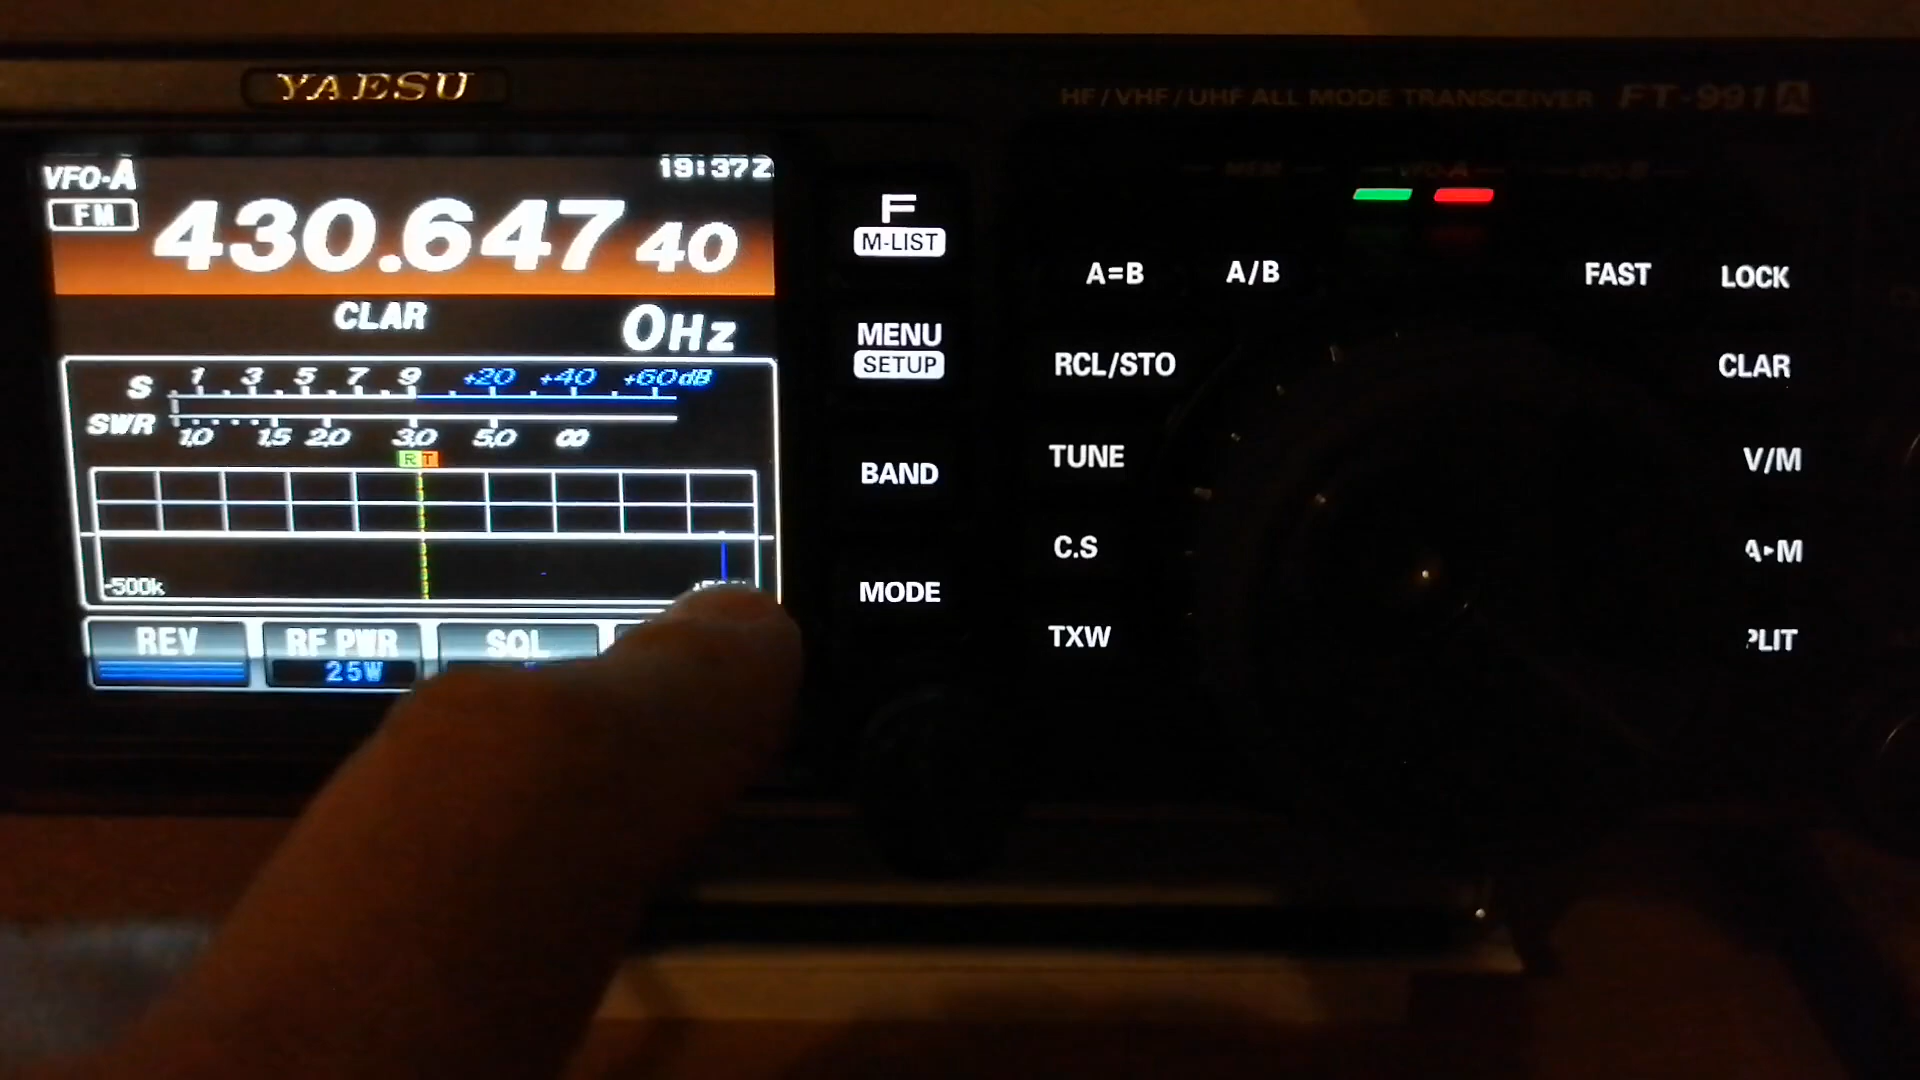 YAESU
HF/VHF/UHF ALL MODE TRANSCEIVER FT-991A
VFO-A
19:37Z
FM
430.647 40
CLAR
0Hz
S 1 3 5 7 9 +20 +40 +60dB
SWR 1.0 1.5 2.0 3.0 5.0 ∞
R T
-500k
REV
RF PWR
25W
SQL
F
M-LIST
MENU
SETUP
BAND
MODE
VFO-A
A=B
A/B
FAST
LOCK
RCL/STO
CLAR
TUNE
V/M
C.S
A▸M
TXW
PLIT